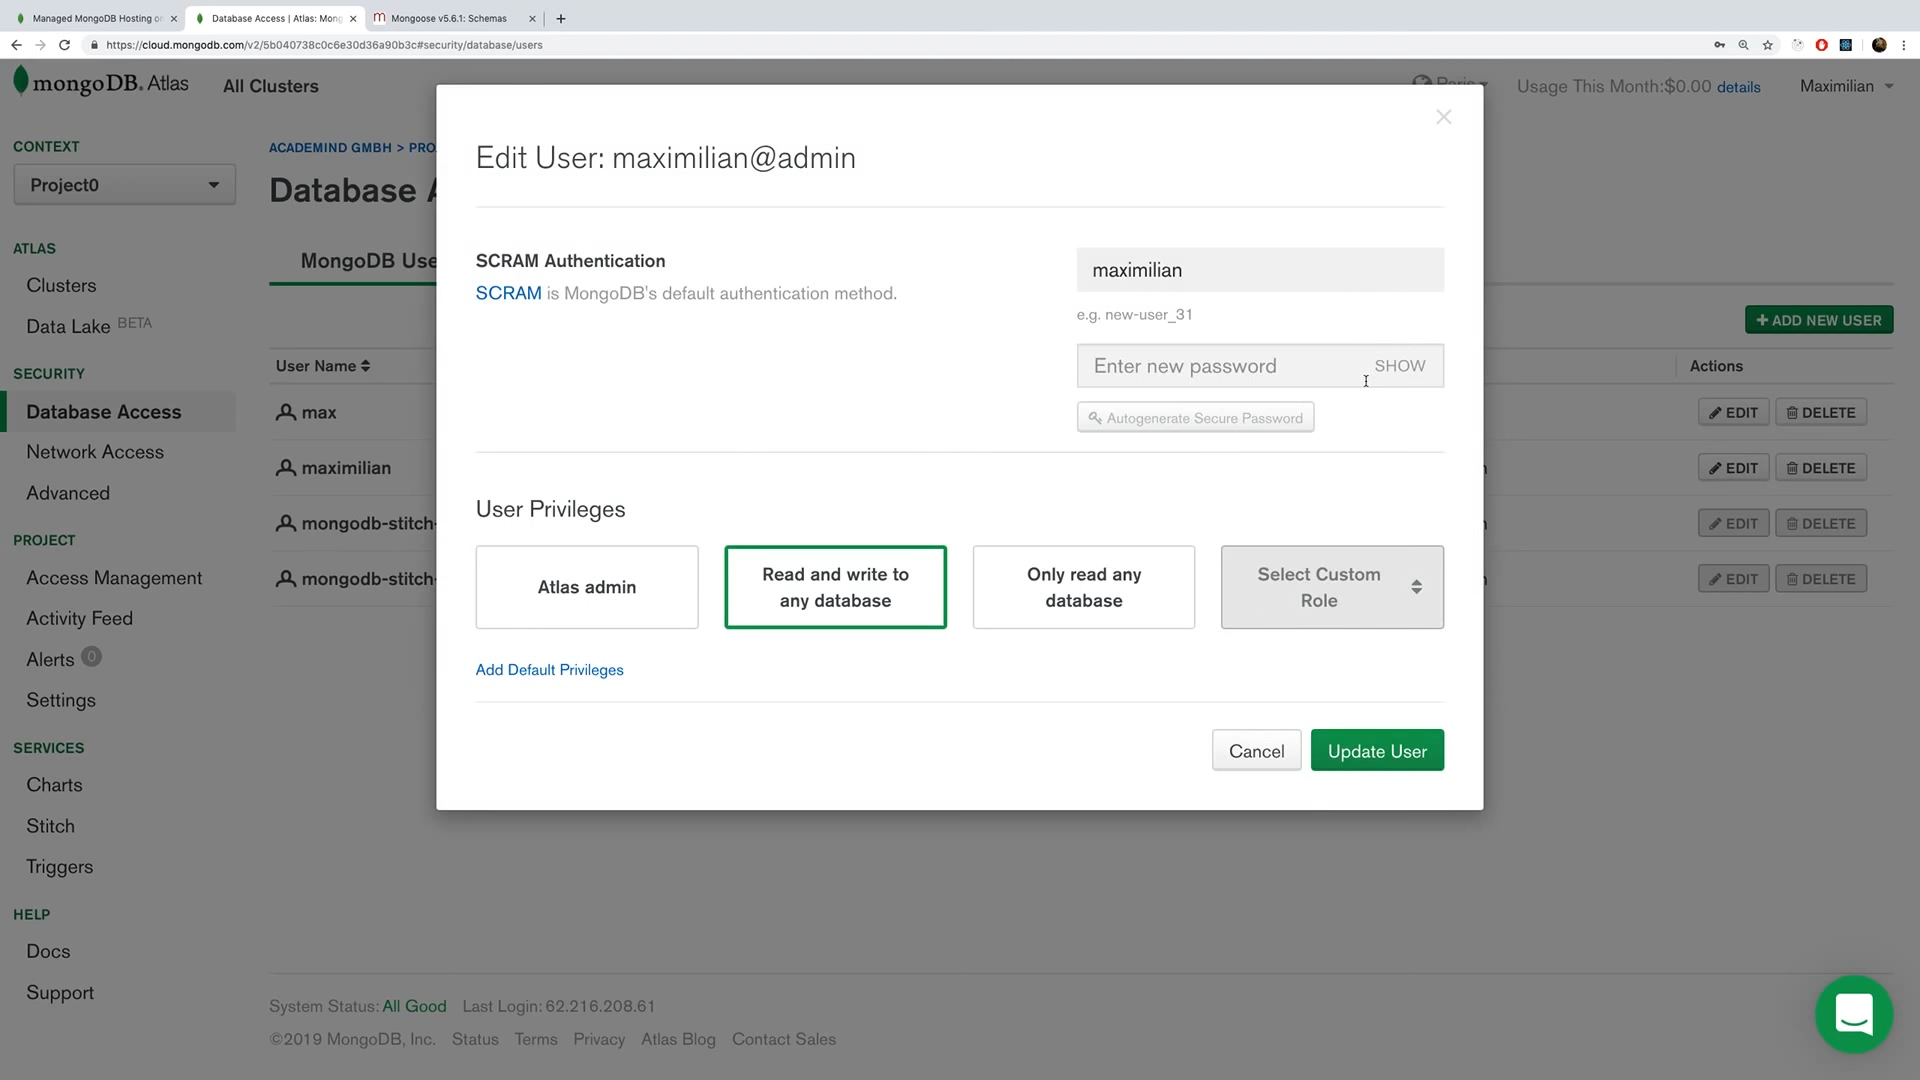 Managed MongoDB Hosting on
Database Access | Atlas: Mong
Mongoose v5.6.1: Schemas
https://cloud.mongodb.com/v2/5b040738c0c6e30d36a90b3c#security/database/users
mongoDB. Atlas
All Clusters
Paris
Usage This Month:$0.00 details
Maximilian
CONTEXT
Project0
ATLAS
Clusters
Data Lake BETA
SECURITY
Database Access
Network Access
Advanced
PROJECT
Access Management
Activity Feed
Alerts 0
Settings
SERVICES
Charts
Stitch
Triggers
HELP
Docs
Support
ACADEMIND GMBH > PRO
Database A
MongoDB Use
ADD NEW USER
User Name
Actions
max
EDIT DELETE
maximilian
EDIT DELETE
mongodb-stitch-
EDIT DELETE
mongodb-stitch-
EDIT DELETE
Edit User: maximilian@admin
SCRAM Authentication
SCRAM is MongoDB's default authentication method.
maximilian
e.g. new-user_31
Enter new password SHOW
Autogenerate Secure Password
User Privileges
Atlas admin
Read and write to
any database
Only read any
database
Select Custom
Role
Add Default Privileges
Cancel
Update User
System Status: All Good Last Login: 62.216.208.61
©2019 MongoDB, Inc. Status Terms Privacy Atlas Blog Contact Sales